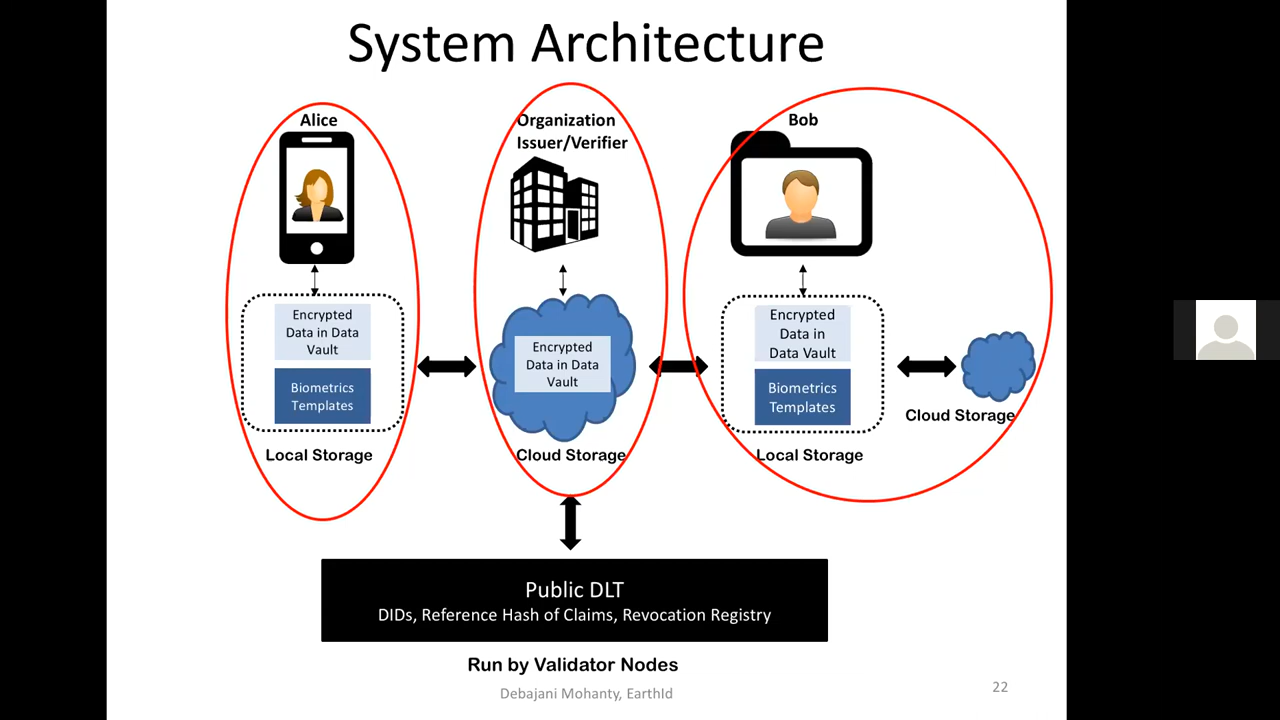 System Architecture
Alice
Organization
Issuer/Verifier
Bob
Encrypted
Data in Data
Vault
Biometrics
Templates
Local Storage
Encrypted
Data in Data
Vault
Cloud Storage
Encrypted
Data in
Data Vault
Biometrics
Templates
Local Storage
Cloud Storage
Public DLT
DIDs, Reference Hash of Claims, Revocation Registry
Run by Validator Nodes
Debajani Mohanty, EarthId
22